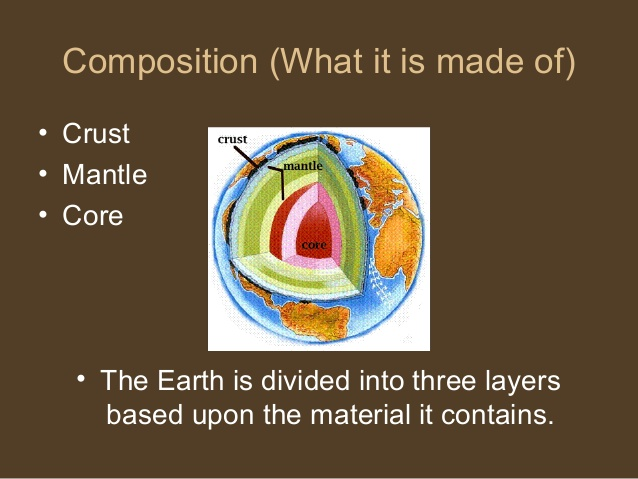 Composition (What it is made of)
• Crust
• Mantle
• Core
crust
mantle
core
• The Earth is divided into three layers
based upon the material it contains.